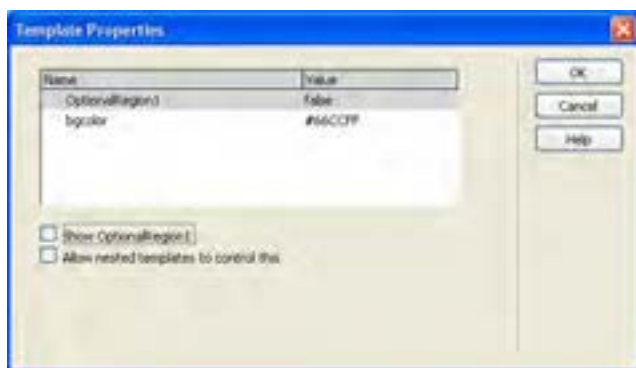 Template Properties
Name Value
OptionalRegion1 false
bgcolor #66CCFF
Show OptionalRegion1
Allow nested templates to control this
OK
Cancel
Help